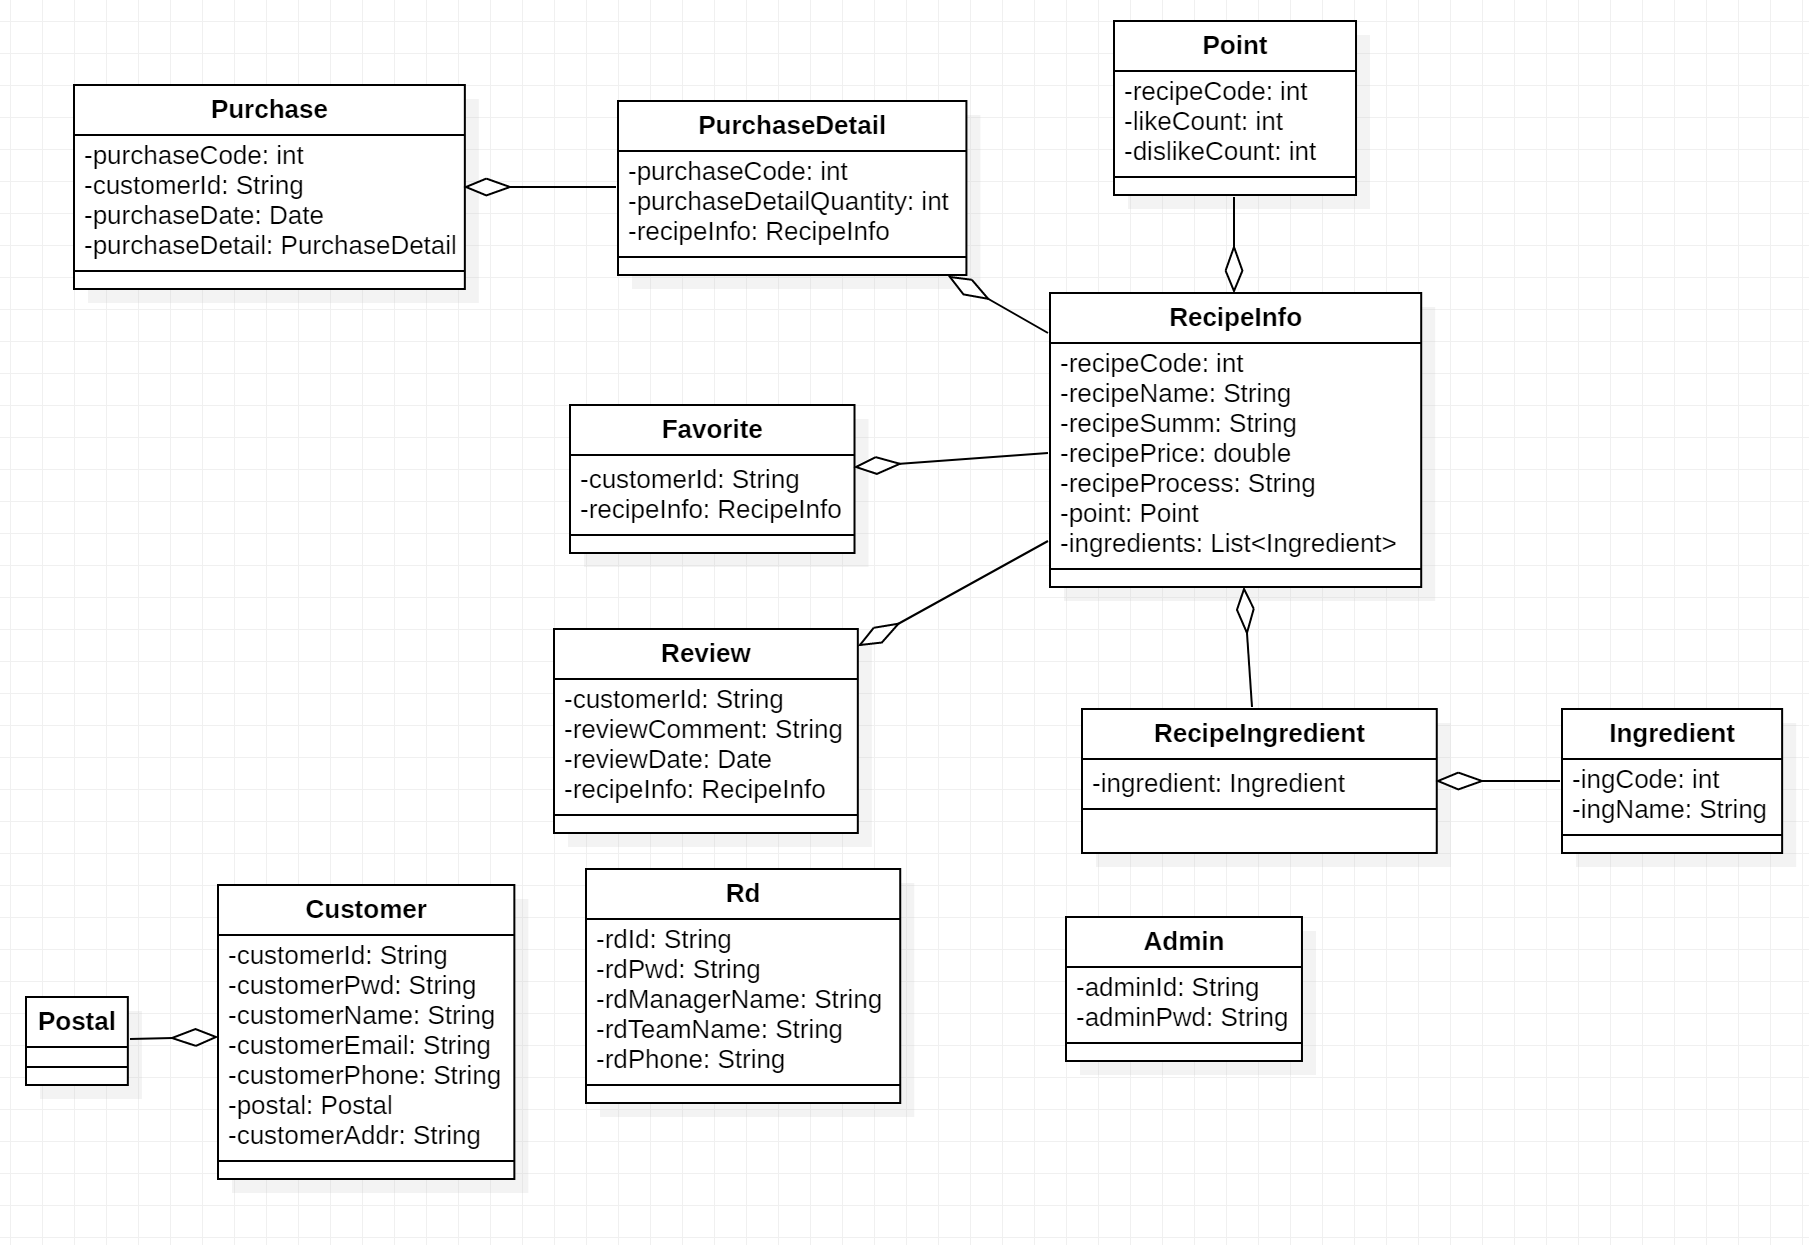 Point
-recipeCode: int
-likeCount: int
-dislikeCount: int
Purchase
-purchaseCode: int
-customerId: String
-purchaseDate: Date
-purchaseDetail: PurchaseDetail
PurchaseDetail
-purchaseCode: int
-purchaseDetailQuantity: int
-recipeInfo: RecipeInfo
RecipeInfo
-recipeCode: int
-recipeName: String
-recipeSumm: String
-recipePrice: double
-recipeProcess: String
-point: Point
-ingredients: List<Ingredient>
Favorite
-customerId: String
-recipeInfo: RecipeInfo
Review
-customerId: String
-reviewComment: String
-reviewDate: Date
-recipeInfo: RecipeInfo
RecipeIngredient
-ingredient: Ingredient
Ingredient
-ingCode: int
-ingName: String
Postal
Customer
-customerId: String
-customerPwd: String
-customerName: String
-customerEmail: String
-customerPhone: String
-postal: Postal
-customerAddr: String
Rd
-rdId: String
-rdPwd: String
-rdManagerName: String
-rdTeamName: String
-rdPhone: String
Admin
-adminId: String
-adminPwd: String